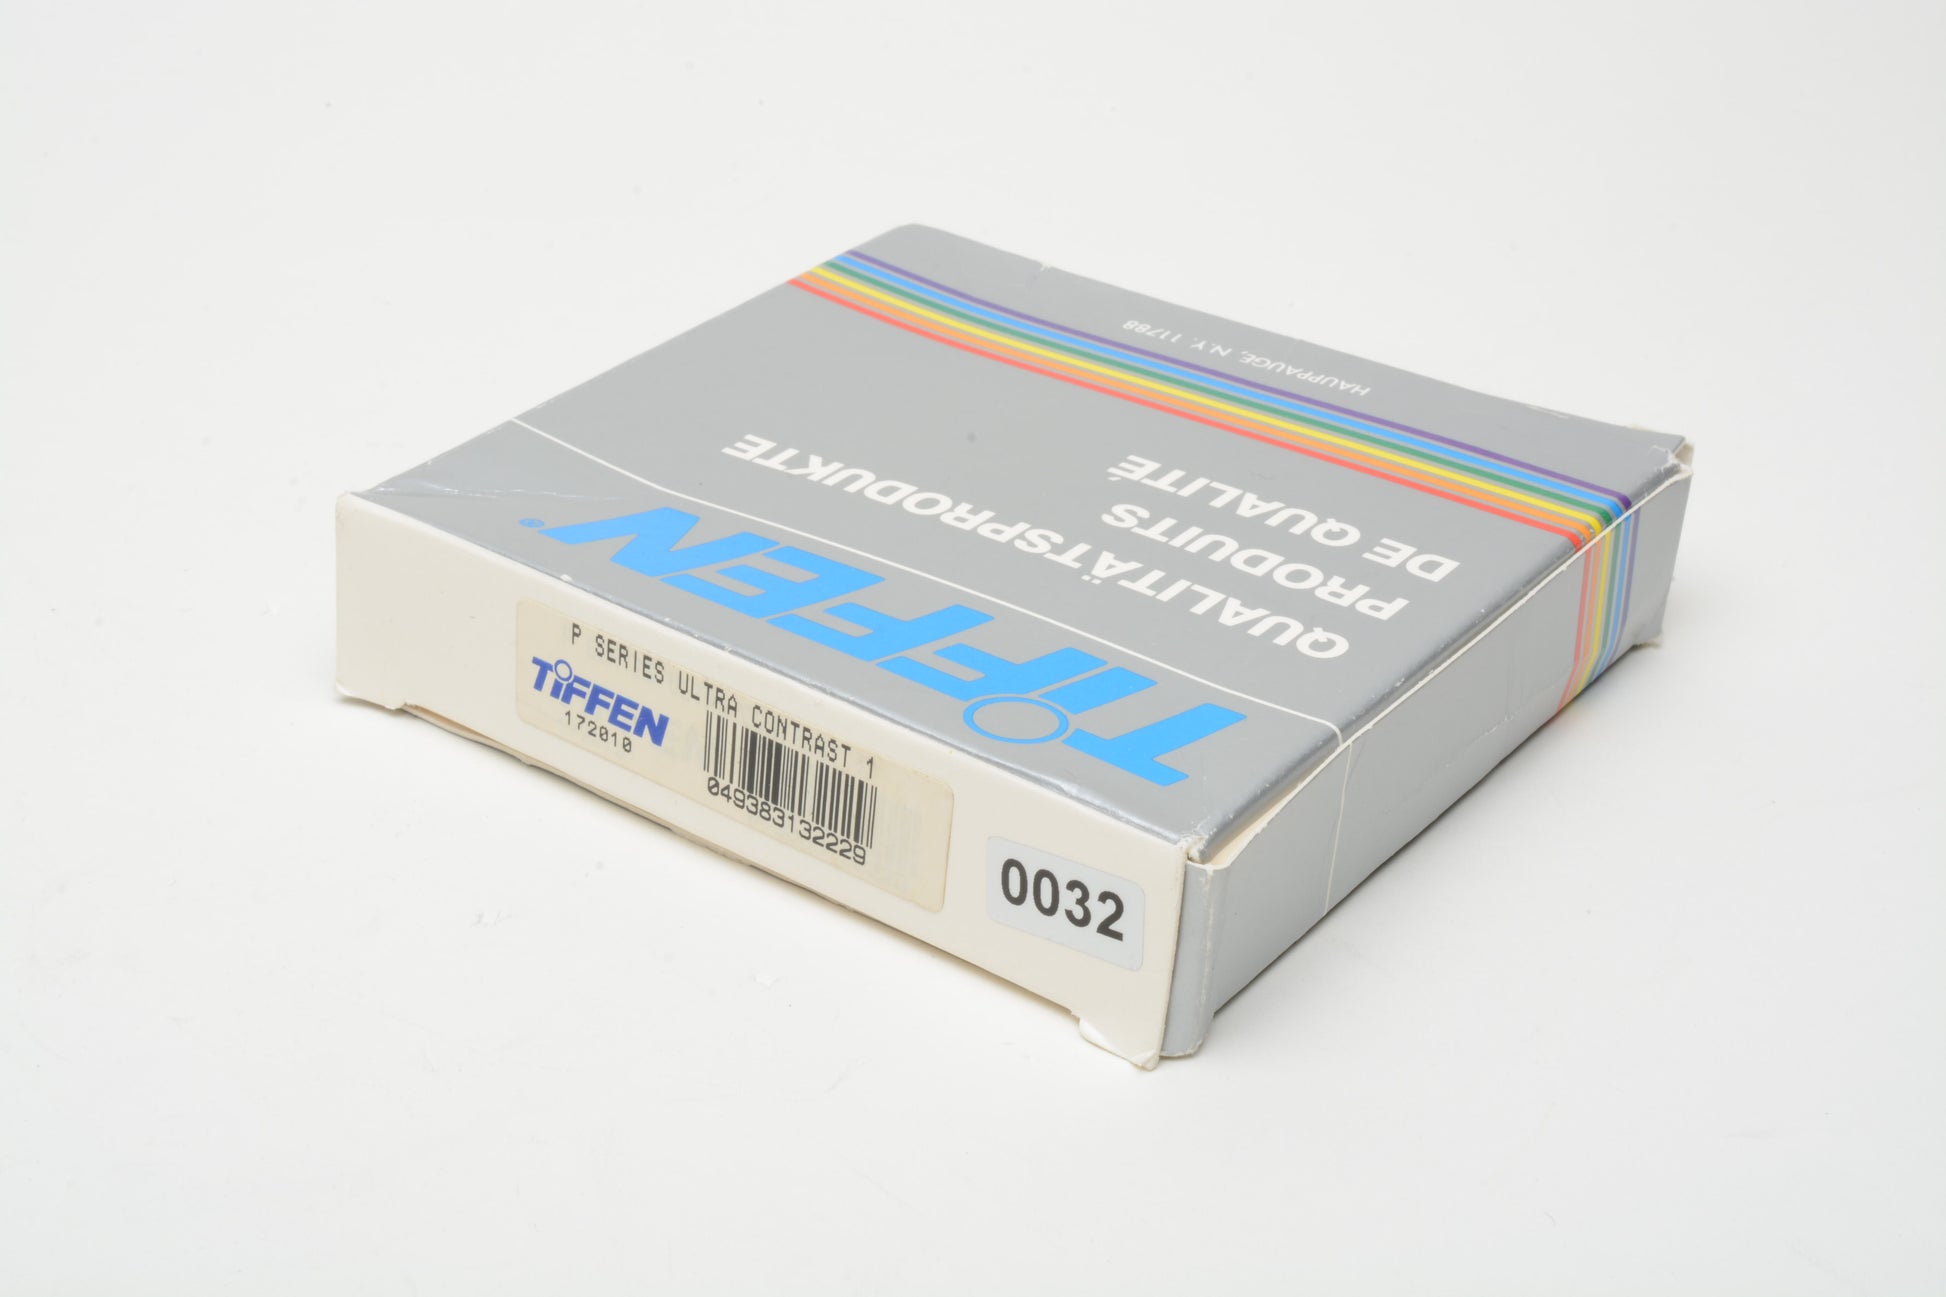 HAUPPAUGE, N.Y. 11788
QUALITÄTSPRODUKTE
PRODUITS
DE QUALITÉ
TIFFEN®
P SERIES ULTRA CONTRAST 1
TIFFEN
172010
049383132229
0032